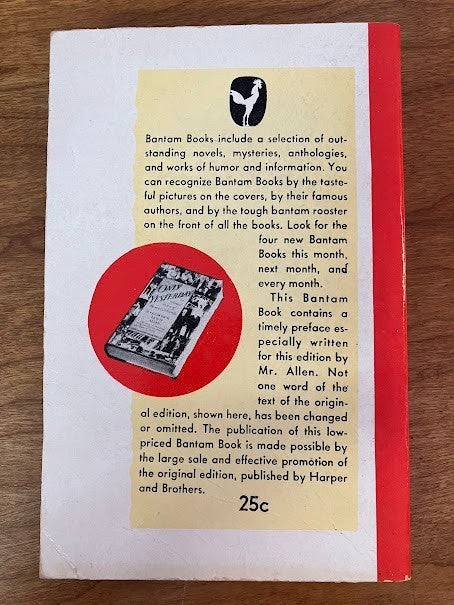 Bantam Books include a selection of out-
standing novels, mysteries, anthologies,
and works of humor and information. You
can recognize Bantam Books by the taste-
ful pictures on the covers, by their famous
authors, and by the tough bantam rooster
on the front of all the books. Look for the
four new Bantam
Books this month,
next month, and
every month.
This Bantam
Book contains a
timely preface es-
pecially written
for this edition by
Mr. Allen. Not
one word of the
text of the origin-
al edition, shown here, has been changed
or omitted. The publication of this low-
priced Bantam Book is made possible by
the large sale and effective promotion of
the original edition, published by Harper
and Brothers.
25c
ONLY
YESTERDAY